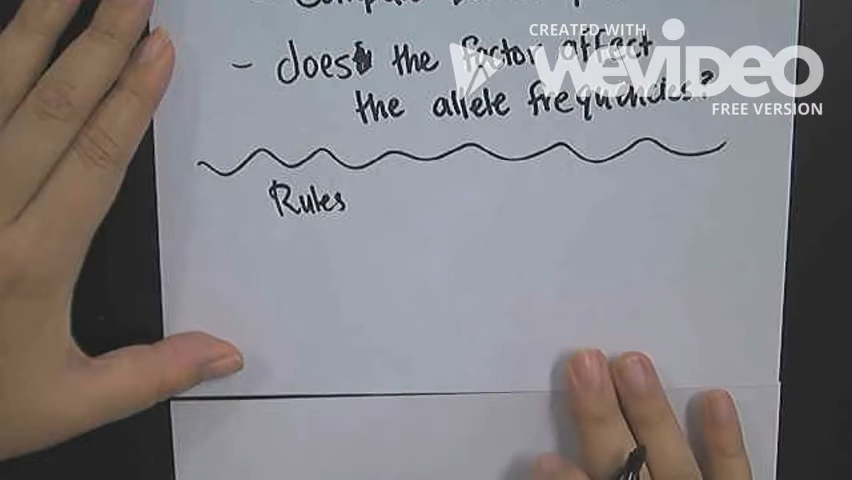 - does the factor affect
the allele frequencies?
Rules
CREATED WITH
WEVIDEO
FREE VERSION